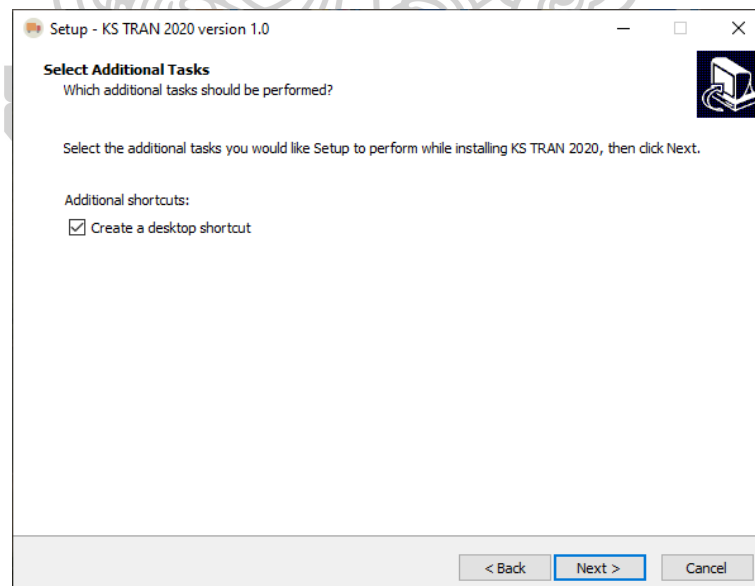 Setup - KS TRAN 2020 version 1.0
Select Additional Tasks
Which additional tasks should be performed?
Select the additional tasks you would like Setup to perform while installing KS TRAN 2020, then click Next.
Additional shortcuts:
Create a desktop shortcut
< Back
Next >
Cancel